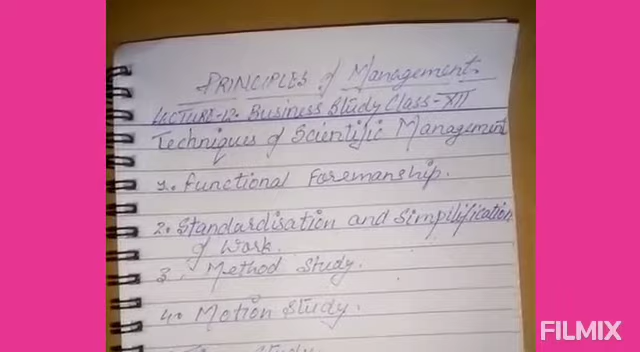 PRINCIPLES of Management.
LECTURE-12. Business Study Class-XII
Techniques of Scientific Management
1. Functional Foremanship.
2. Standardisation and Simplification
of Work.
3. Method Study.
4. Motion Study.
Study
FILMIX